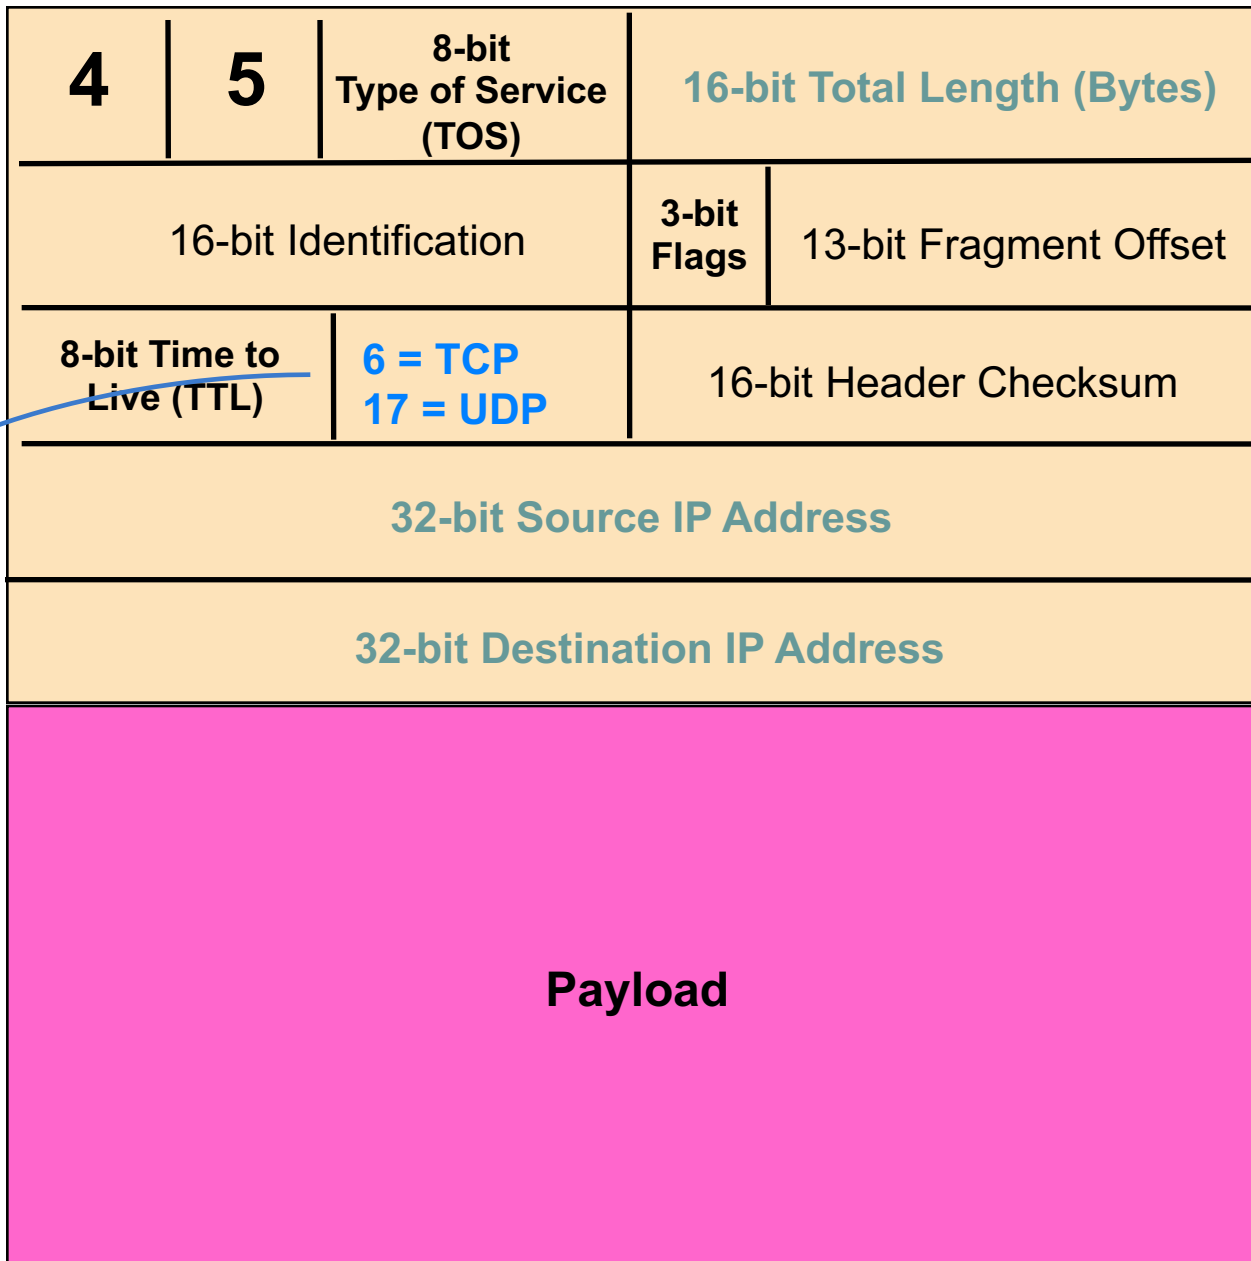 4
5
8-bit
Type of Service
(TOS)
16-bit Total Length (Bytes)
16-bit Identification
3-bit
Flags
13-bit Fragment Offset
8-bit Time to
Live (TTL)
6 = TCP
17 = UDP
16-bit Header Checksum
32-bit Source IP Address
32-bit Destination IP Address
Payload